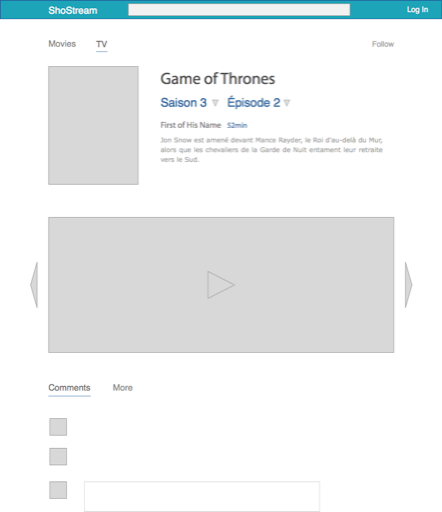 ShoStream Log In
Movies TV Follow
Game of Thrones
Saison 3 Épisode 2
First of His Name 52min
Jon Snow est amené devant Mance Rayder, le Roi d'au-delà du Mur,
alors que les chevaliers de la Garde de Nuit entament leur retraite
vers le Sud.
Comments More